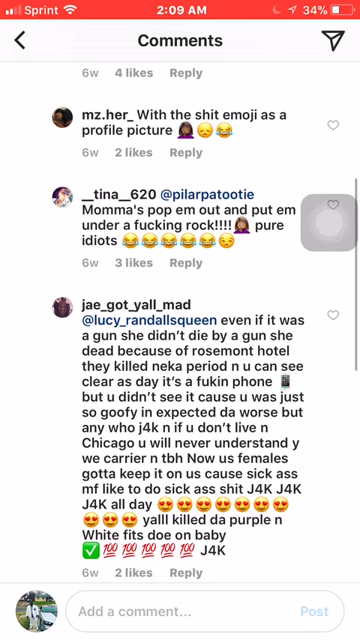 Sprint 2:09 AM 34%
Comments
6w 4 likes Reply
mz.her_ With the shit emoji as a
profile picture 🤦🏾‍♀️😞😂
6w 2 likes Reply
__tina_620 @pilarpatootie
Momma's pop em out and put em
under a fucking rock!!!!🤦🏾‍♀️ pure
idiots 😂😂😂😂😂😒
6w 3 likes Reply
jae_got_yall_mad
@lucy_randallsqueen even if it was
a gun she didn't die by a gun she
dead because of rosemont hotel
they killed neka period n u can see
clear as day it's a fukin phone 📱
but u didn't see it cause u was just
so goofy in expected da worse but
any who j4k n if u don't live n
Chicago u will never understand y
we carrier n tbh Now us females
gotta keep it on us cause sick ass
mf like to do sick ass shit J4K J4K
J4K all day 😍😍😍😍😍😍😍
😍😍😍 yalll killed da purple n
White fits doe on baby
✅💯💯💯💯💯 J4K
6w 2 likes Reply
Add a comment... Post